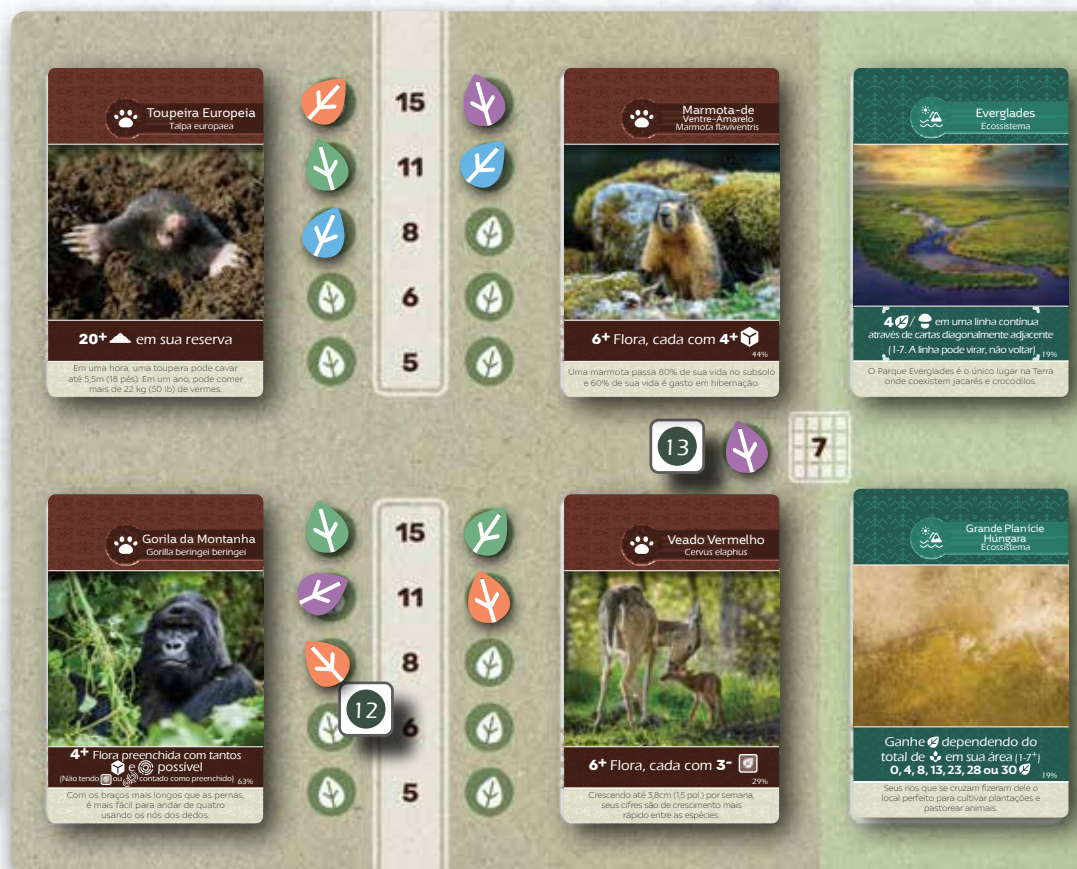 Toupeira Europeia
Talpa europaea
20+ em sua reserva
Em uma hora, uma toupeira pode cavar
até 5,5m (18 pés). Em um ano, pode comer
mais de 22 kg (50 lb) de vermes.
15
11
8
6
5
Marmota-de
Ventre-Amarelo
Marmota flaviventris
6+ Flora, cada com 4+
44%
Uma marmota passa 80% de sua vida no subsolo
e 60% de sua vida é gasto em hibernação
Everglades
Ecossistema
4 / em uma linha contínua
através de cartas diagonalmente adjacente
(1-7. A linha pode virar, não voltar)
19%
O Parque Everglades é o único lugar na Terra
onde coexistem jacarés e crocodilos.
13
7
Gorila da Montanha
Gorilla beringei beringei
4+ Flora preenchida com tantos
e possível
(Não tendo ou contado como preenchido)
63%
Com os braços mais longos que as pernas,
é mais fácil para andar de quatro
usando os nós dos dedos.
15
11
8
12
6
5
Veado Vermelho
Cervus elaphus
6+ Flora, cada com 3-
29%
Crescendo até 3,8cm (1,5 pol.) por semana,
seus cifres são de crescimento mais
rápido entre as espécies.
Grande Planície
Húngara
Ecossistema
Ganhe dependendo do
total de em sua área (1-7+)
0, 4, 8, 13, 23, 28 ou 30
19%
Seus rios que se cruzam fizeram dele o
local perfeito para cultivar plantações e
pastorear animais.